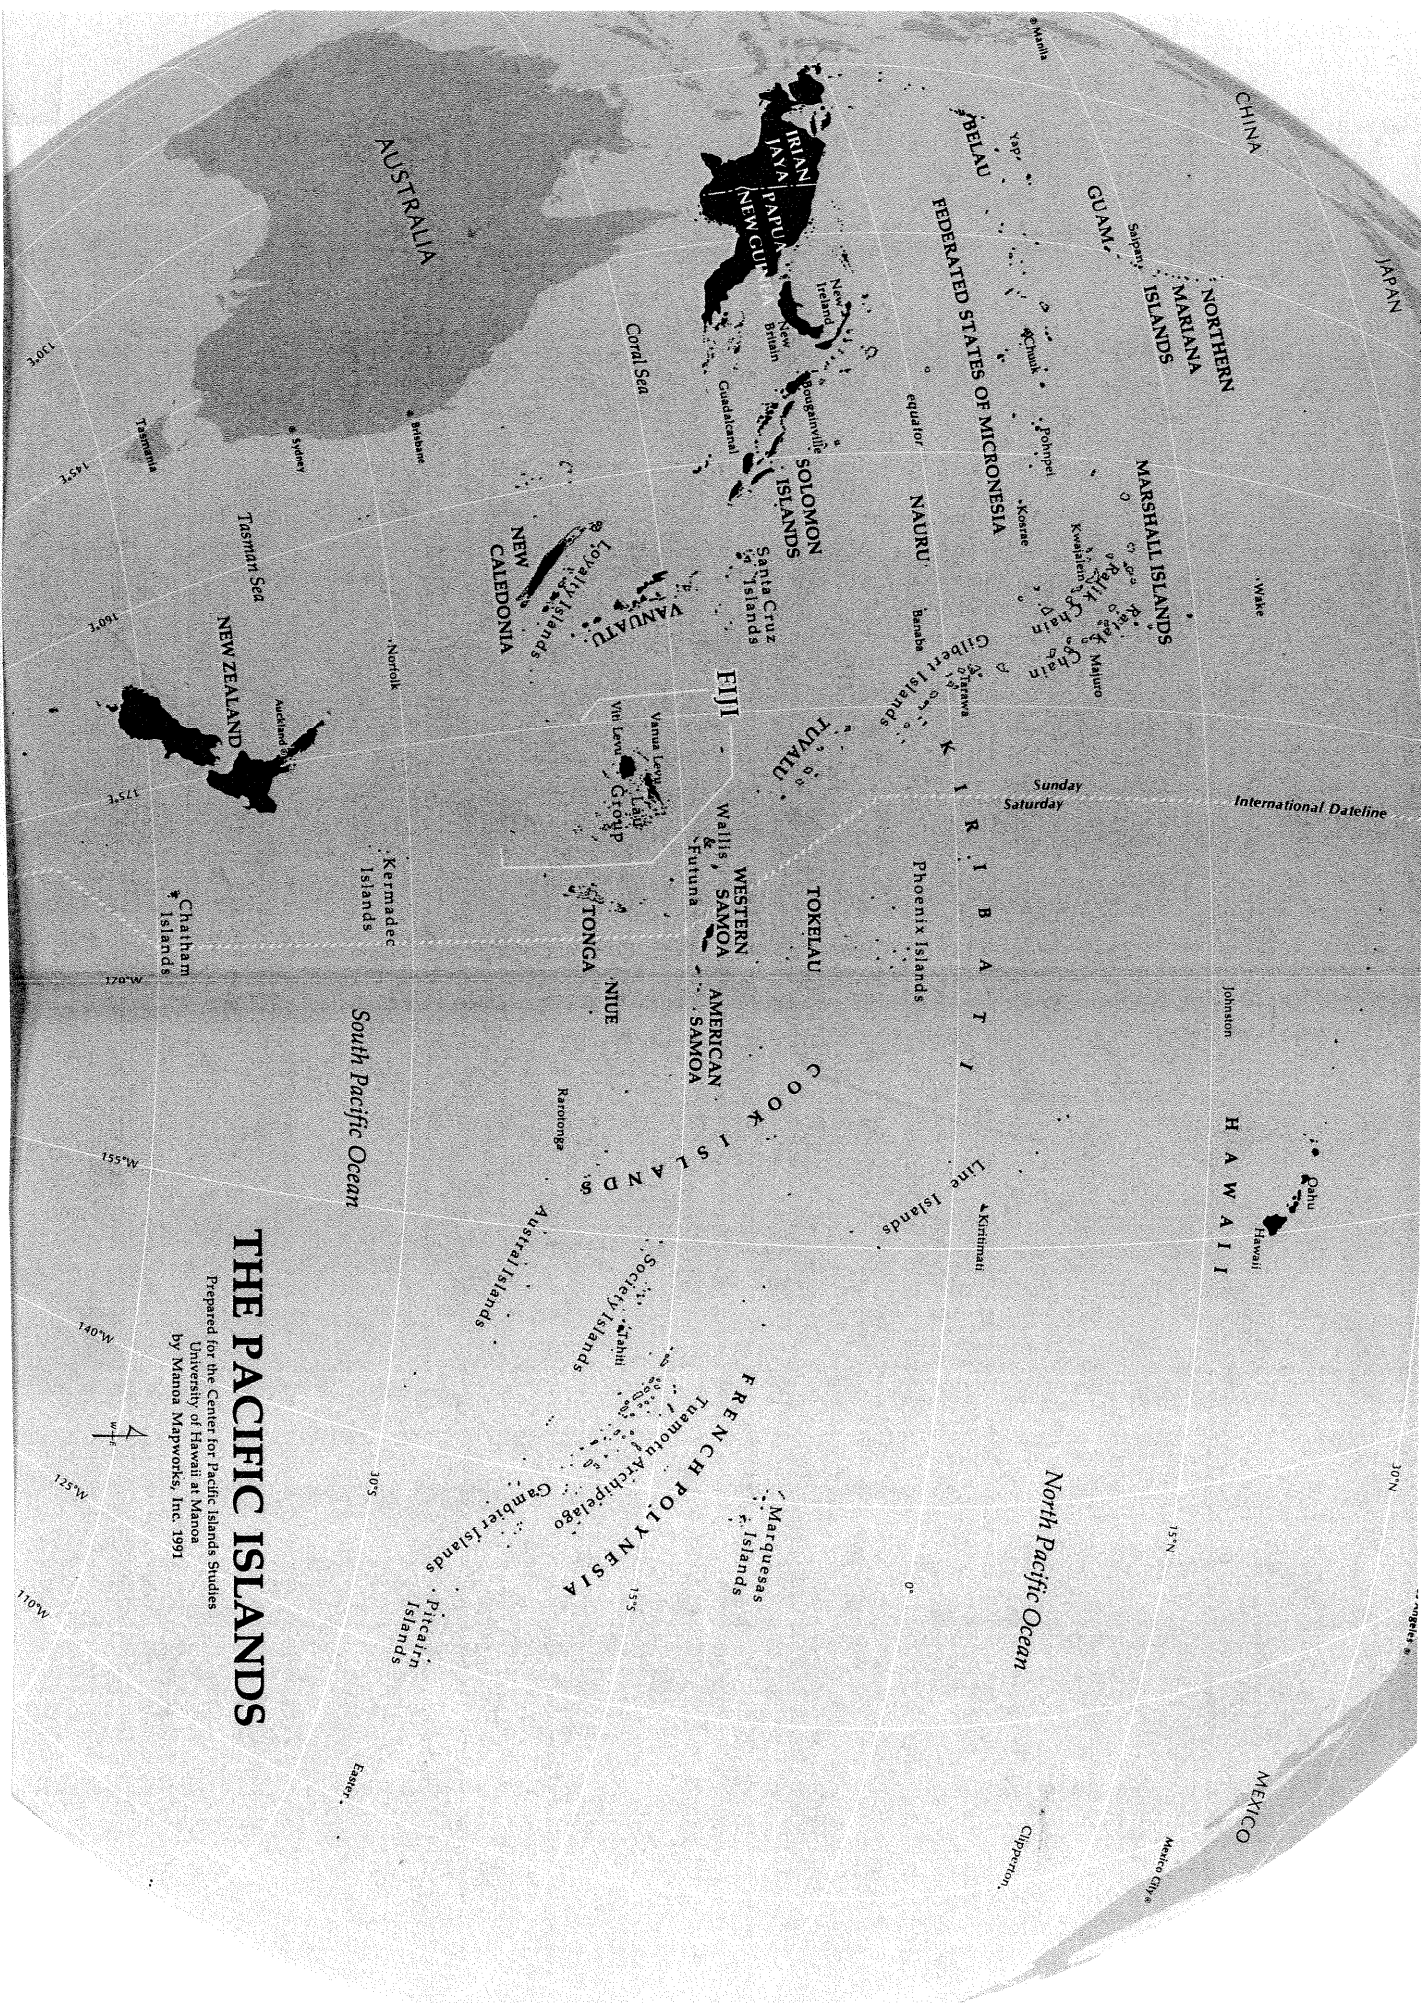 CHINA
JAPAN
Manila
BELAU
Yap
GUAM
Saipan
NORTHERN
MARIANA
ISLANDS
FEDERATED STATES OF MICRONESIA
Chuuk
Pohnpei
Kosrae
MARSHALL ISLANDS
Kwajalein
Ralik Chain
Ratak Chain
Majuro
Wake
IRIAN
JAYA
PAPUA
NEW GUINEA
New
Ireland
New
Britain
Bougainville
Guadalcanal
SOLOMON
ISLANDS
Santa Cruz
Islands
equator
NAURU
Banaba
Gilbert Islands
Tarawa
KIRIBATI
TUVALU
Sunday
Saturday
International Dateline
AUSTRALIA
Coral Sea
Brisbane
Sydney
Tasmania
Tasman Sea
NEW
CALEDONIA
Loyalty Islands
VANUATU
FIJI
Viti Levu
Vanua Levu
Lau
Group
Norfolk
NEW ZEALAND
Auckland
Wallis
&
Futuna
WESTERN
SAMOA
TOKELAU
Phoenix Islands
Kermadec
Islands
Chatham
Islands
TONGA
NIUE
AMERICAN
SAMOA
Johnston
HAWAII
Oahu
Hawaii
COOK ISLANDS
Rarotonga
Line Islands
Kiritimati
South Pacific Ocean
Austral Islands
Society Islands
Tahiti
FRENCH POLYNESIA
Tuamotu Archipelago
Gambier Islands
Marquesas
Islands
Pitcairn
Islands
North Pacific Ocean
Easter
Clipperton
MEXICO
Mexico City
130°E
145°E
160°E
175°E
170°W
155°W
140°W
125°W
110°W
30°N
15°N
0°
15°S
30°S
THE PACIFIC ISLANDS
Prepared for the Center for Pacific Islands Studies
University of Hawaii at Manoa
by Manoa Mapworks, Inc. 1991
W
E